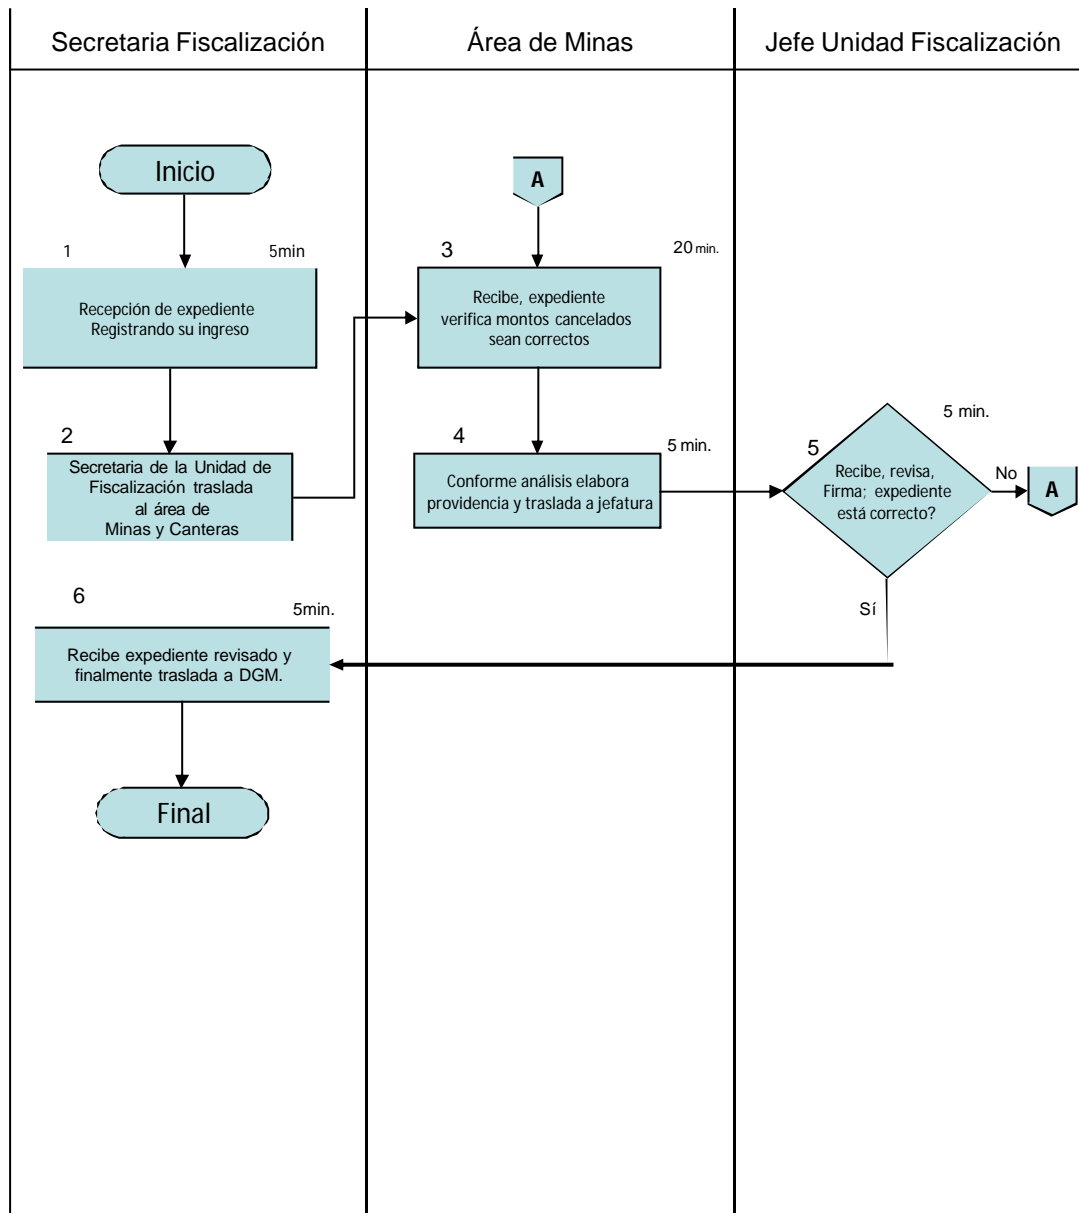 Secretaria Fiscalización
Área de Minas
Jefe Unidad Fiscalización
Inicio
A
1
5min
Recepción de expediente
Registrando su ingreso
3
20 min.
Recibe, expediente
verifica montos cancelados
sean correctos
2
Secretaria de la Unidad de
Fiscalización traslada
al área de
Minas y Canteras
4
5 min.
Conforme análisis elabora
providencia y traslada a jefatura
5 min.
5
Recibe, revisa,
Firma; expediente
está correcto?
No
A
Sí
6
5min.
Recibe expediente revisado y
finalmente traslada a DGM.
Final